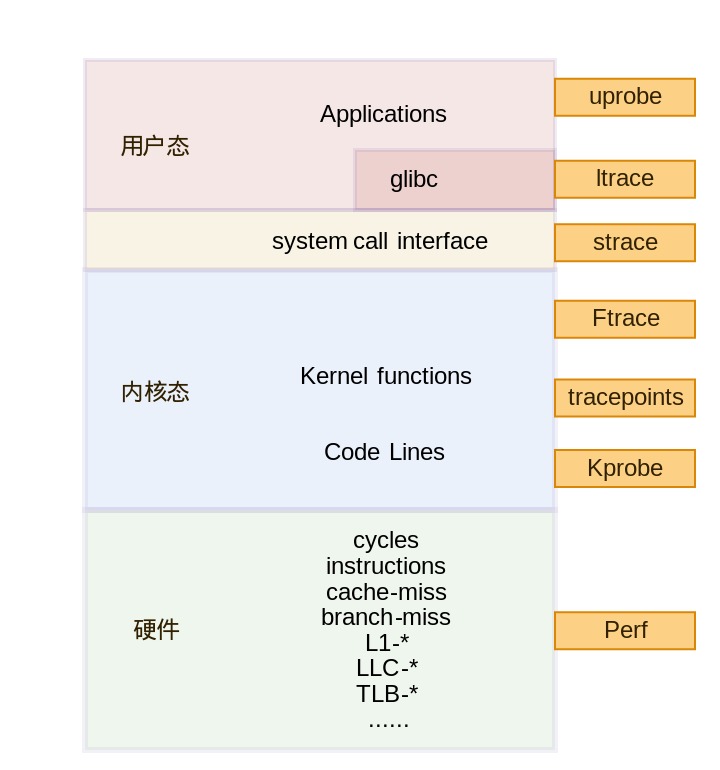 uprobe
Applications
用户态
glibc
ltrace
system call interface
strace
Ftrace
Kernel functions
内核态
tracepoints
Code Lines
Kprobe
cycles
instructions
cache-miss
branch-miss
硬件
Perf
L1-*
LLC-*
TLB-*
......